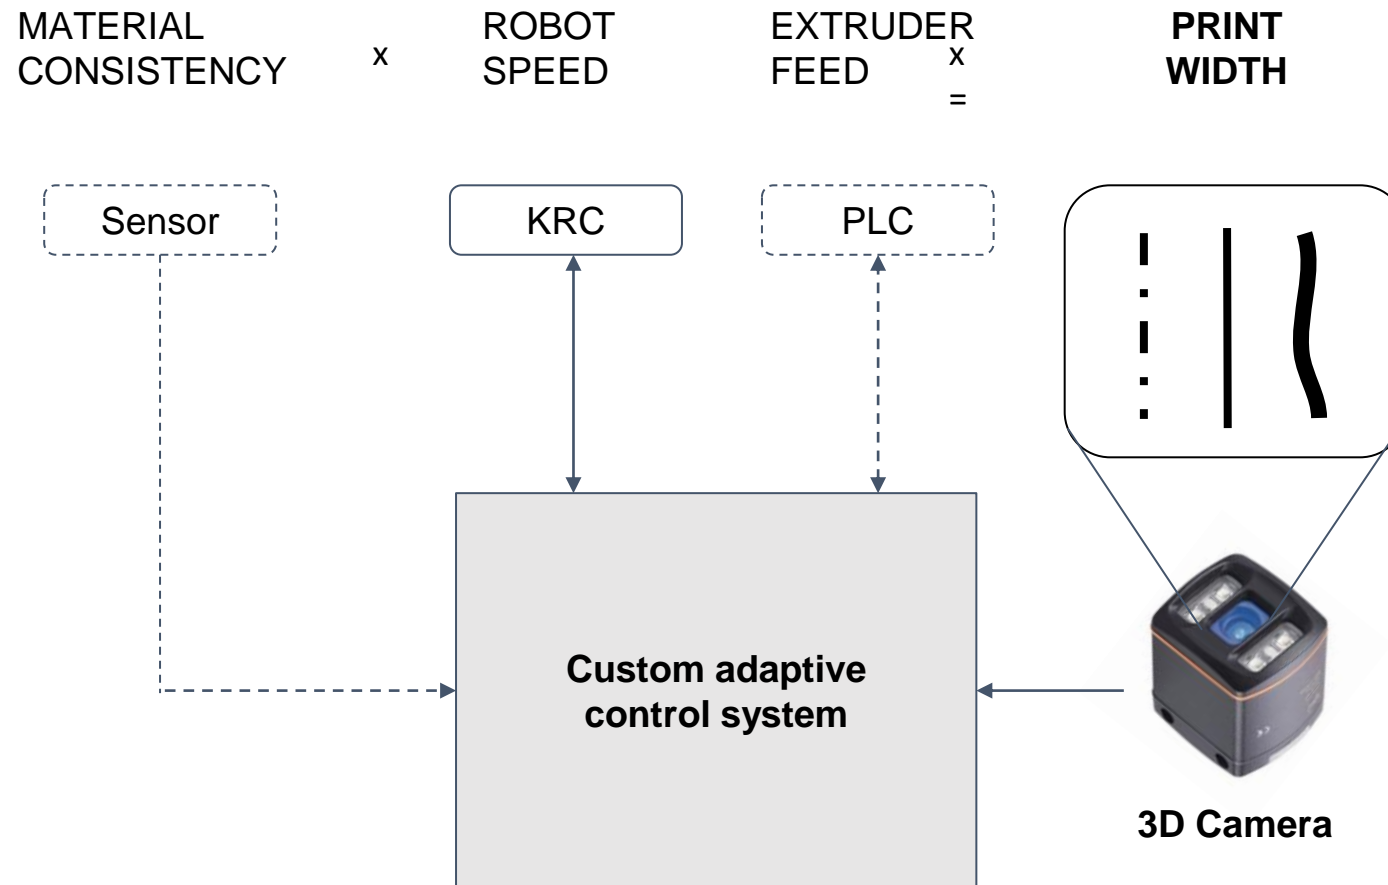 MATERIAL
CONSISTENCY
x
ROBOT
SPEED
EXTRUDER
FEED
x
=
PRINT
WIDTH
Sensor
KRC
PLC
Custom adaptive
control system
3D Camera